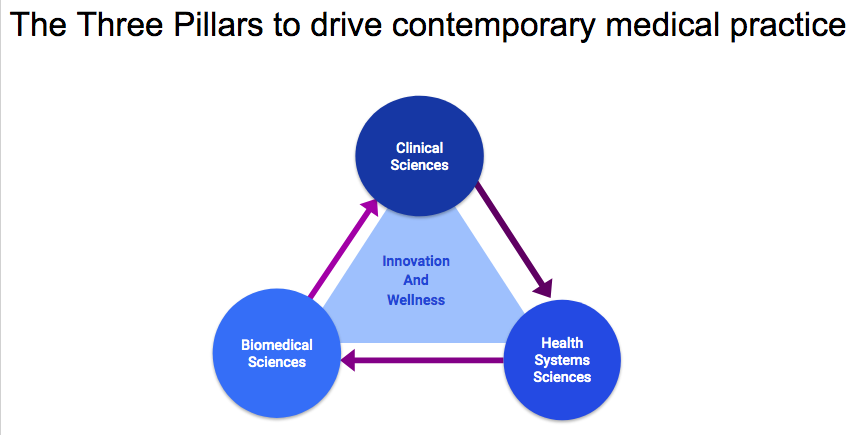 The Three Pillars to drive contemporary medical practice
Clinical
Sciences
Innovation
And
Wellness
Biomedical
Sciences
Health
Systems
Sciences